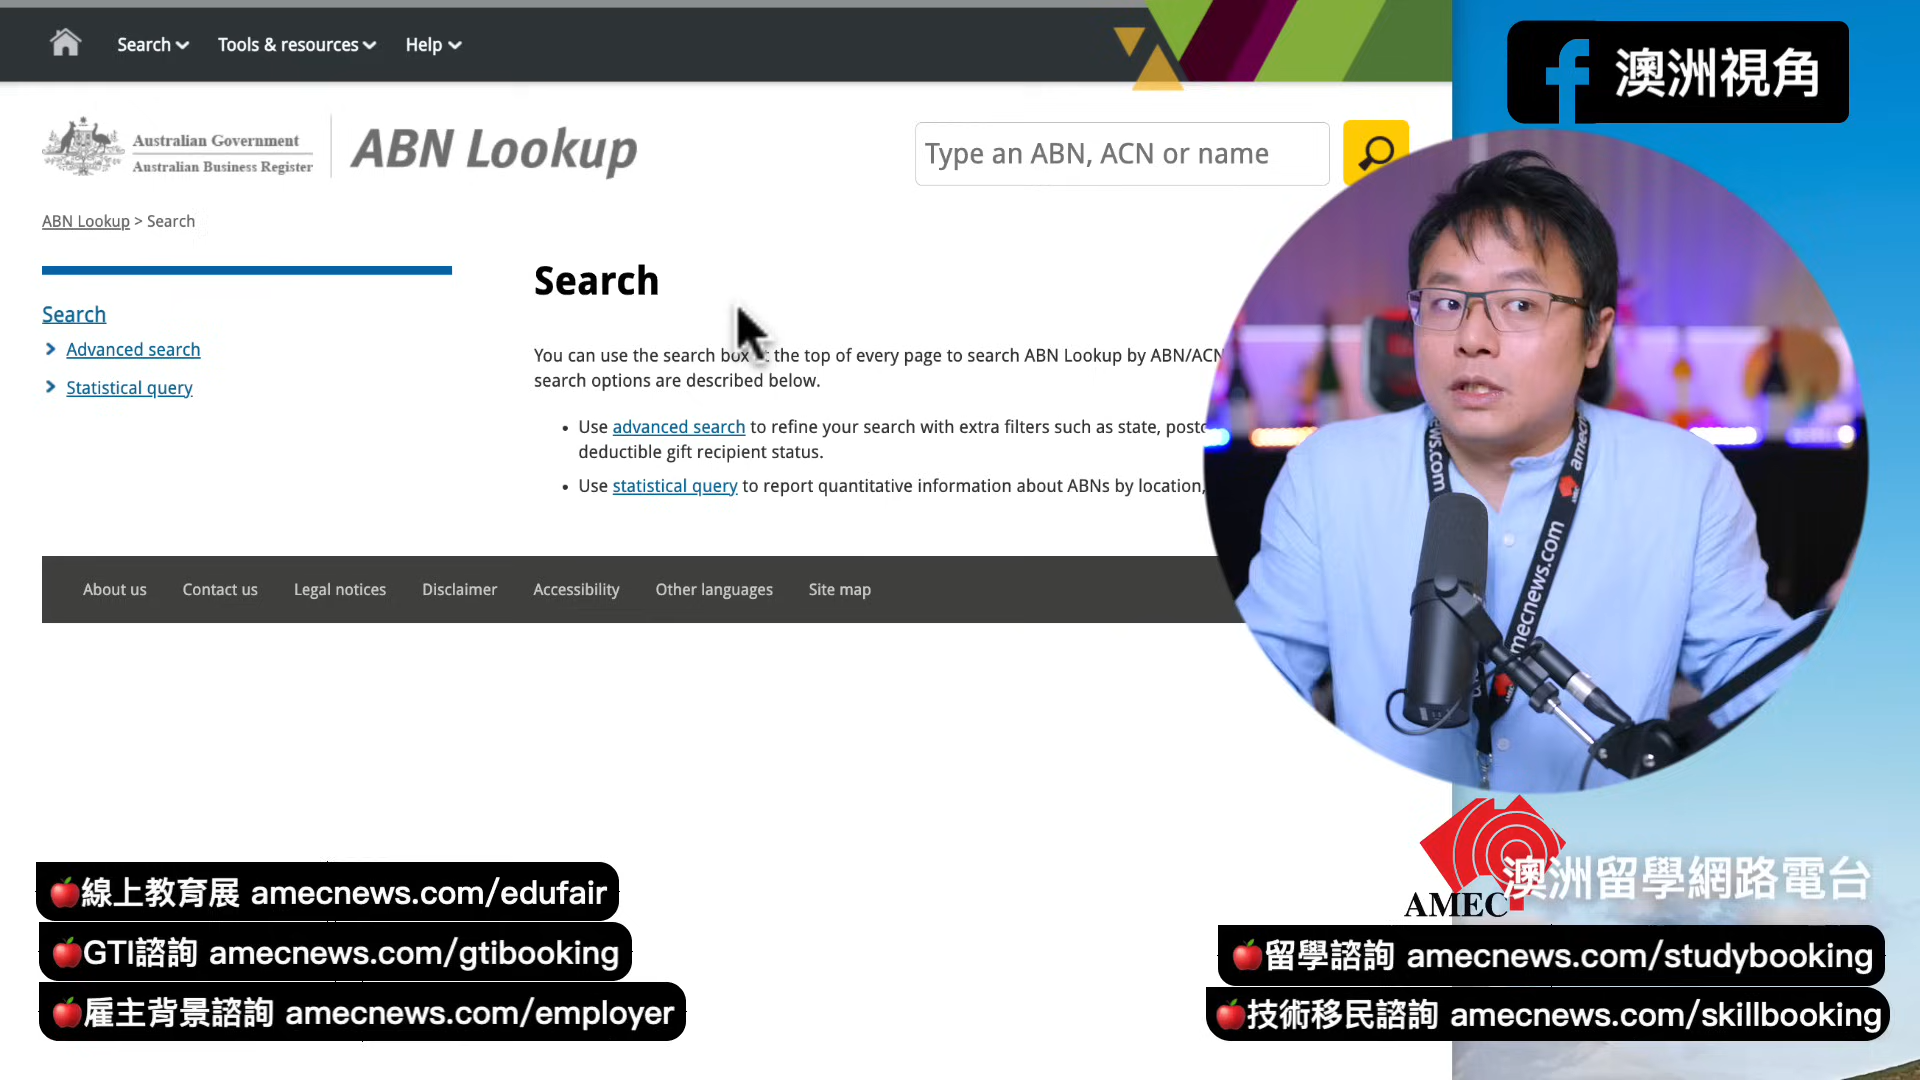 Search
Tools & resources
Help
澳洲視角
Australian Government
Australian Business Register
ABN Lookup
Type an ABN, ACN or name
ABN Lookup > Search
Search
Advanced search
Statistical query
Search
You can use the search box at the top of every page to search ABN Lookup by ABN/ACN
search options are described below.
Use advanced search to refine your search with extra filters such as state,
deductible gift recipient status.
Use statistical query to report quantitative information about ABNs by location,
About us
Contact us
Legal notices
Disclaimer
Accessibility
Other languages
Site map
amecnews.com
AMEC
澳洲留學網路電台
線上教育展 amecnews.com/edufair
GTI諮詢 amecnews.com/gtibooking
雇主背景諮詢 amecnews.com/employer
留學諮詢 amecnews.com/studybooking
技術移民諮詢 amecnews.com/skillbooking